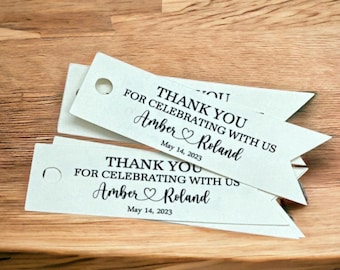 YOU
THANK YOU
FOR CELEBRATING WITH US
Amber ♡ Roland
May 14, 2023
THANK YOU
FOR CELEBRATING WITH US
Amber ♡ Roland
May 14, 2023